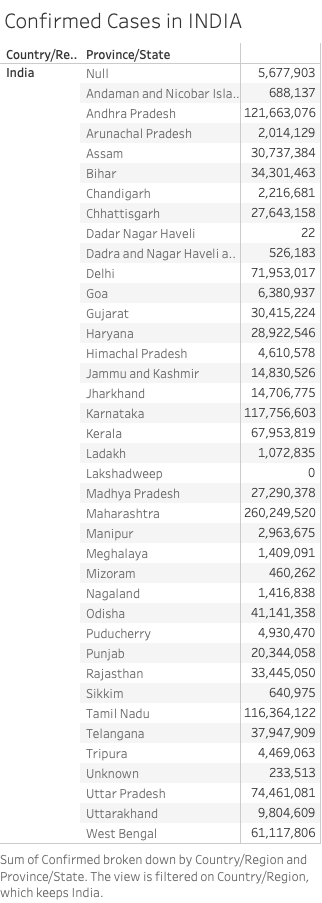 Confirmed Cases in INDIA
Country/Re.. Province/State
India Null 5,677,903
Andaman and Nicobar Isla.. 688,137
Andhra Pradesh 121,663,076
Arunachal Pradesh 2,014,129
Assam 30,737,384
Bihar 34,301,463
Chandigarh 2,216,681
Chhattisgarh 27,643,158
Dadar Nagar Haveli 22
Dadra and Nagar Haveli a.. 526,183
Delhi 71,953,017
Goa 6,380,937
Gujarat 30,415,224
Haryana 28,922,546
Himachal Pradesh 4,610,578
Jammu and Kashmir 14,830,526
Jharkhand 14,706,775
Karnataka 117,756,603
Kerala 67,953,819
Ladakh 1,072,835
Lakshadweep 0
Madhya Pradesh 27,290,378
Maharashtra 260,249,520
Manipur 2,963,675
Meghalaya 1,409,091
Mizoram 460,262
Nagaland 1,416,838
Odisha 41,141,358
Puducherry 4,930,470
Punjab 20,344,058
Rajasthan 33,445,050
Sikkim 640,975
Tamil Nadu 116,364,122
Telangana 37,947,909
Tripura 4,469,063
Unknown 233,513
Uttar Pradesh 74,461,081
Uttarakhand 9,804,609
West Bengal 61,117,806
Sum of Confirmed broken down by Country/Region and
Province/State. The view is filtered on Country/Region,
which keeps India.